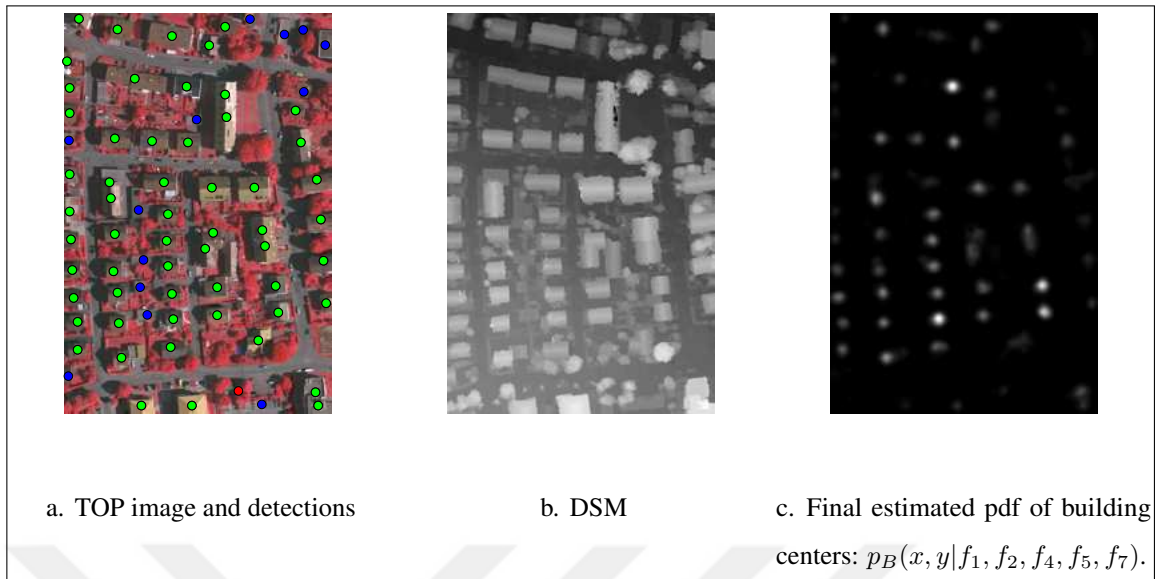 a. TOP image and detections
b. DSM
c. Final estimated pdf of building
centers: $p_B(x, y|f_1, f_2, f_4, f_5, f_7)$.